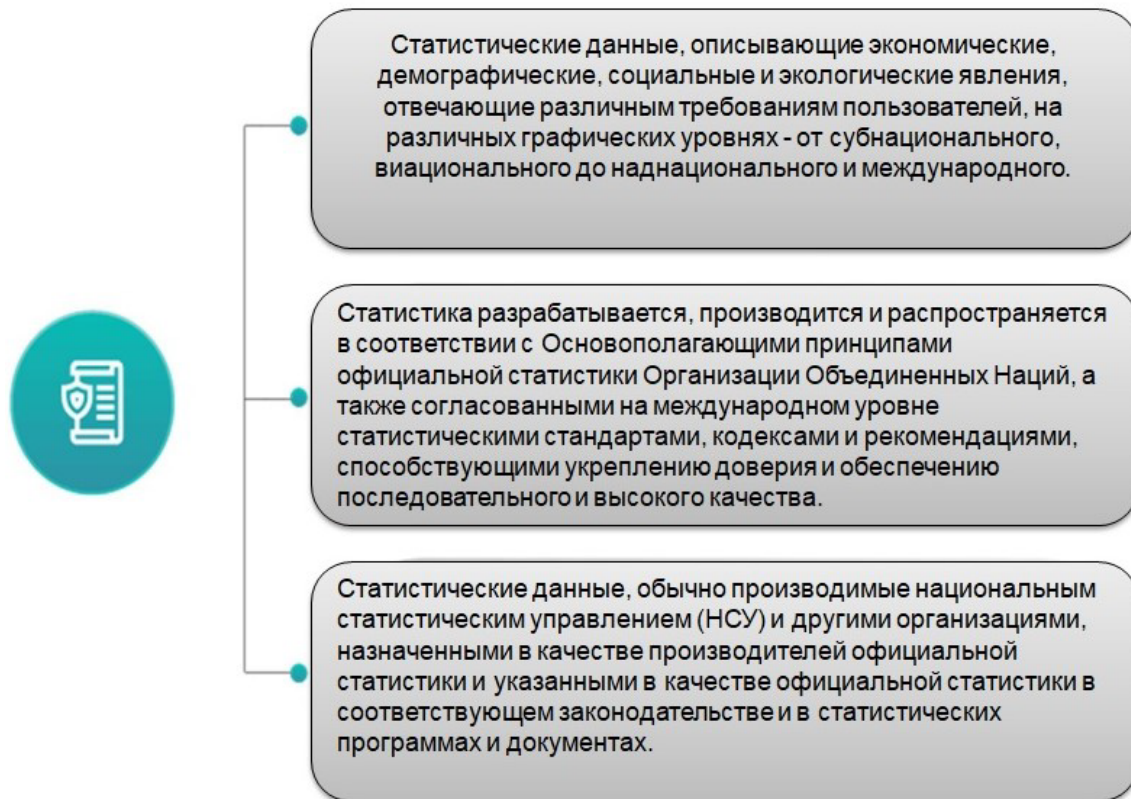 Статистические данные, описывающие экономические,
демографические, социальные и экологические явления,
отвечающие различным требованиям пользователей, на
различных графических уровнях - от субнационального,
виационального до наднационального и международного.
Статистика разрабатывается, производится и распространяется
в соответствии с Основополагающими принципами
официальной статистики Организации Объединенных Наций, а
также согласованными на международном уровне
статистическими стандартами, кодексами и рекомендациями,
способствующими укреплению доверия и обеспечению
последовательного и высокого качества.
Статистические данные, обычно производимые национальным
статистическим управлением (НСУ) и другими организациями,
назначенными в качестве производителей официальной
статистики и указанными в качестве официальной статистики в
соответствующем законодательстве и в статистических
программах и документах.